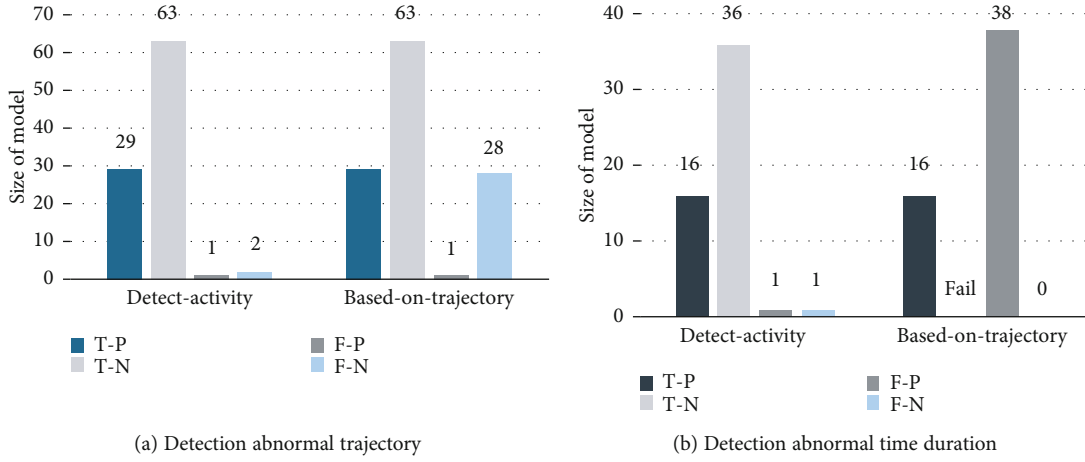 70
60
50
40
30
20
10
0
Size of model
29
63
1
2
63
1
28
Detect-activity
Based-on-trajectory
T-P
T-N
F-P
F-N
(a) Detection abnormal trajectory
40
30
20
10
0
Size of model
16
36
1
1
16
Fail
38
0
Detect-activity
Based-on-trajectory
T-P
T-N
F-P
F-N
(b) Detection abnormal time duration